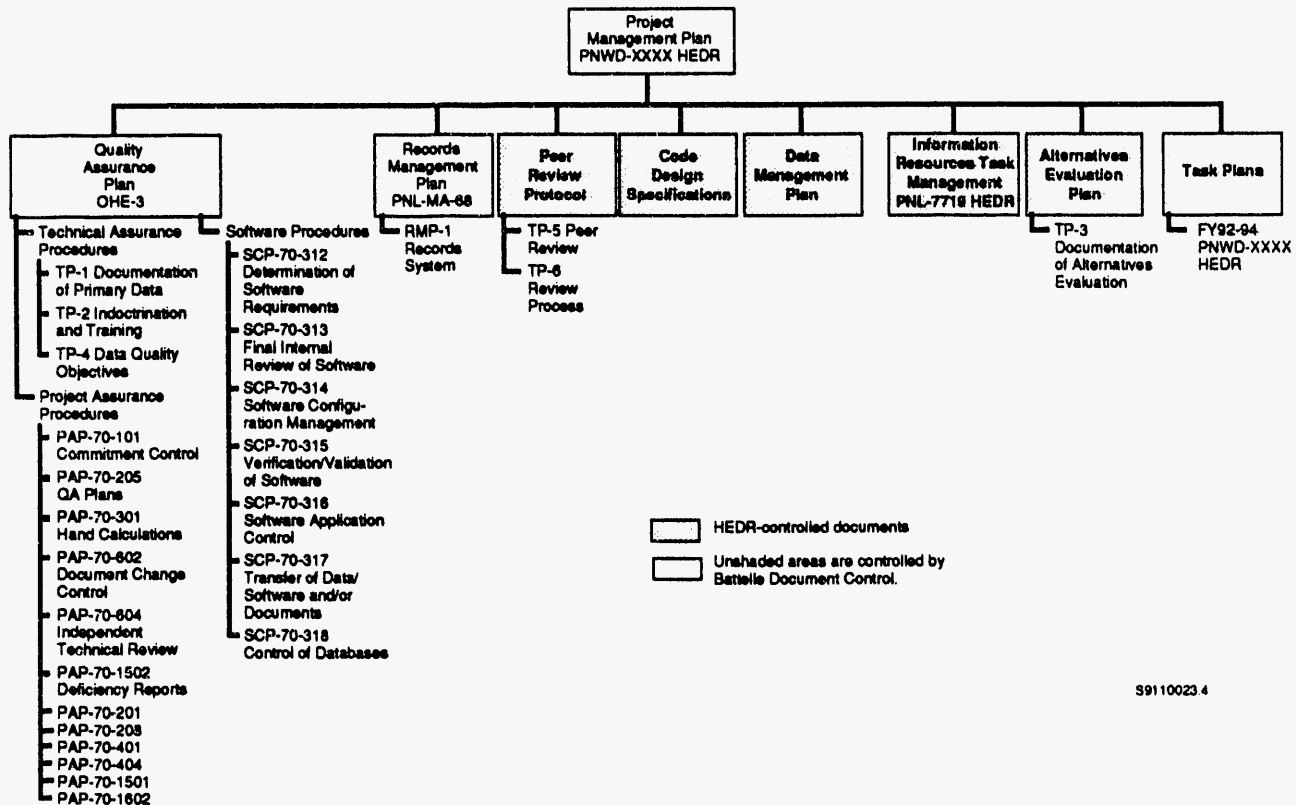 Project
Management Plan
PNWD-XXXX HEDR
Quality
Assurance
Plan
OHE-3
Records
Management
Plan
PNL-MA-68
Peer
Review
Protocol
Code
Design
Specifications
Data
Management
Plan
Information
Resources Task
Management
PNL-7719 HEDR
Alternatives
Evaluation
Plan
Task Plans
Technical Assurance
Procedures
TP-1 Documentation
of Primary Data
TP-2 Indoctrination
and Training
TP-4 Data Quality
Objectives
Project Assurance
Procedures
PAP-70-101
Commitment Control
PAP-70-205
QA Plans
PAP-70-301
Hand Calculations
PAP-70-602
Document Change
Control
PAP-70-604
Independent
Technical Review
PAP-70-1502
Deficiency Reports
PAP-70-201
PAP-70-208
PAP-70-401
PAP-70-404
PAP-70-1501
PAP-70-1602
Software Procedures
SCP-70-312
Determination of
Software
Requirements
SCP-70-313
Final Internal
Review of Software
SCP-70-314
Software Configu-
ration Management
SCP-70-315
Verification/Validation
of Software
SCP-70-316
Software Application
Control
SCP-70-317
Transfer of Data/
Software and/or
Documents
SCP-70-318
Control of Databases
RMP-1
Records
System
TP-5 Peer
Review
TP-6
Review
Process
TP-3
Documentation
of Alternatives
Evaluation
FY92-94
PNWD-XXXX
HEDR
HEDR-controlled documents
Unshaded areas are controlled by
Battelle Document Control.
S9110023.4